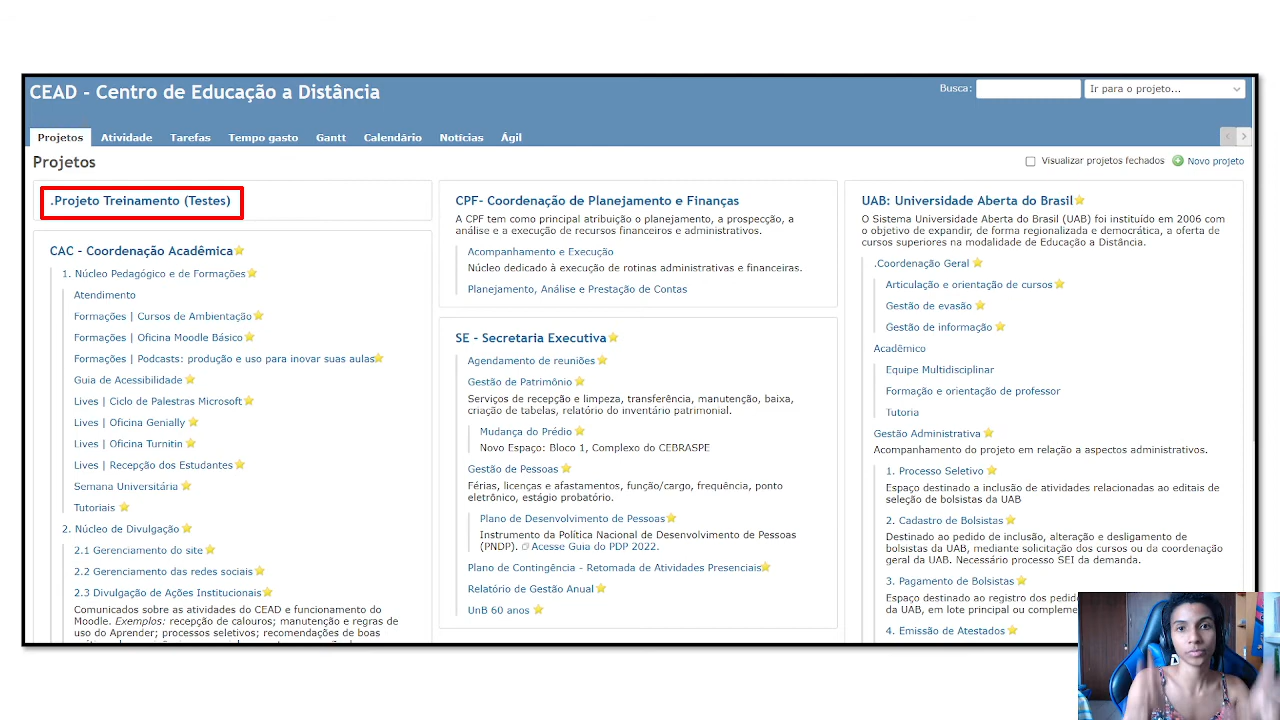 CEAD - Centro de Educação a Distância
Busca:
Ir para o projeto...
Projetos Atividade Tarefas Tempo gasto Gantt Calendário Notícias Ágil
Projetos
Visualizar projetos fechados Novo projeto
.Projeto Treinamento (Testes)
CAC - Coordenação Acadêmica
1. Núcleo Pedagógico e de Formações
Atendimento
Formações | Cursos de Ambientação
Formações | Oficina Moodle Básico
Formações | Podcasts: produção e uso para inovar suas aulas
Guia de Acessibilidade
Lives | Ciclo de Palestras Microsoft
Lives | Oficina Genially
Lives | Oficina Turnitin
Lives | Recepção dos Estudantes
Semana Universitária
Tutoriais
2. Núcleo de Divulgação
2.1 Gerenciamento do site
2.2 Gerenciamento das redes sociais
2.3 Divulgação de Ações Institucionais
Comunicados sobre as atividades do CEAD e funcionamento do
Moodle. Exemplos: recepção de calouros; manutenção e regras de
uso do Aprender; processos seletivos; recomendações de boas
CPF- Coordenação de Planejamento e Finanças
A CPF tem como principal atribuição o planejamento, a prospecção, a
análise e a execução de recursos financeiros e administrativos.
Acompanhamento e Execução
Núcleo dedicado à execução de rotinas administrativas e financeiras.
Planejamento, Análise e Prestação de Contas
SE - Secretaria Executiva
Agendamento de reuniões
Gestão de Patrimônio
Serviços de recepção e limpeza, transferência, manutenção, baixa,
criação de tabelas, relatório do inventário patrimonial.
Mudança do Prédio
Novo Espaço: Bloco 1, Complexo do CEBRASPE
Gestão de Pessoas
Férias, licenças e afastamentos, função/cargo, frequência, ponto
eletrônico, estágio probatório.
Plano de Desenvolvimento de Pessoas
Instrumento da Política Nacional de Desenvolvimento de Pessoas
(PNDP). Acesse Guia do PDP 2022.
Plano de Contingência - Retomada de Atividades Presenciais
Relatório de Gestão Anual
UnB 60 anos
UAB: Universidade Aberta do Brasil
O Sistema Universidade Aberta do Brasil (UAB) foi instituido em 2006 com
o objetivo de expandir, de forma regionalizada e democrática, a oferta de
cursos superiores na modalidade de Educação a Distância.
.Coordenação Geral
Articulação e orientação de cursos
Gestão de evasão
Gestão de informação
Acadêmico
Equipe Multidisciplinar
Formação e orientação de professor
Tutoria
Gestão Administrativa
Acompanhamento do projeto em relação a aspectos administrativos.
1. Processo Seletivo
Espaço destinado a inclusão de atividades relacionadas ao editais de
seleção de bolsistas da UAB
2. Cadastro de Bolsistas
Destinado ao pedido de inclusão, alteração e desligamento de
bolsistas da UAB, mediante solicitação dos cursos ou da coordenação
geral da UAB. Necessário processo SEI da demanda.
3. Pagamento de Bolsistas
Espaço destinado ao registro dos
da UAB, em lote principal ou
4. Emissão de Atestados